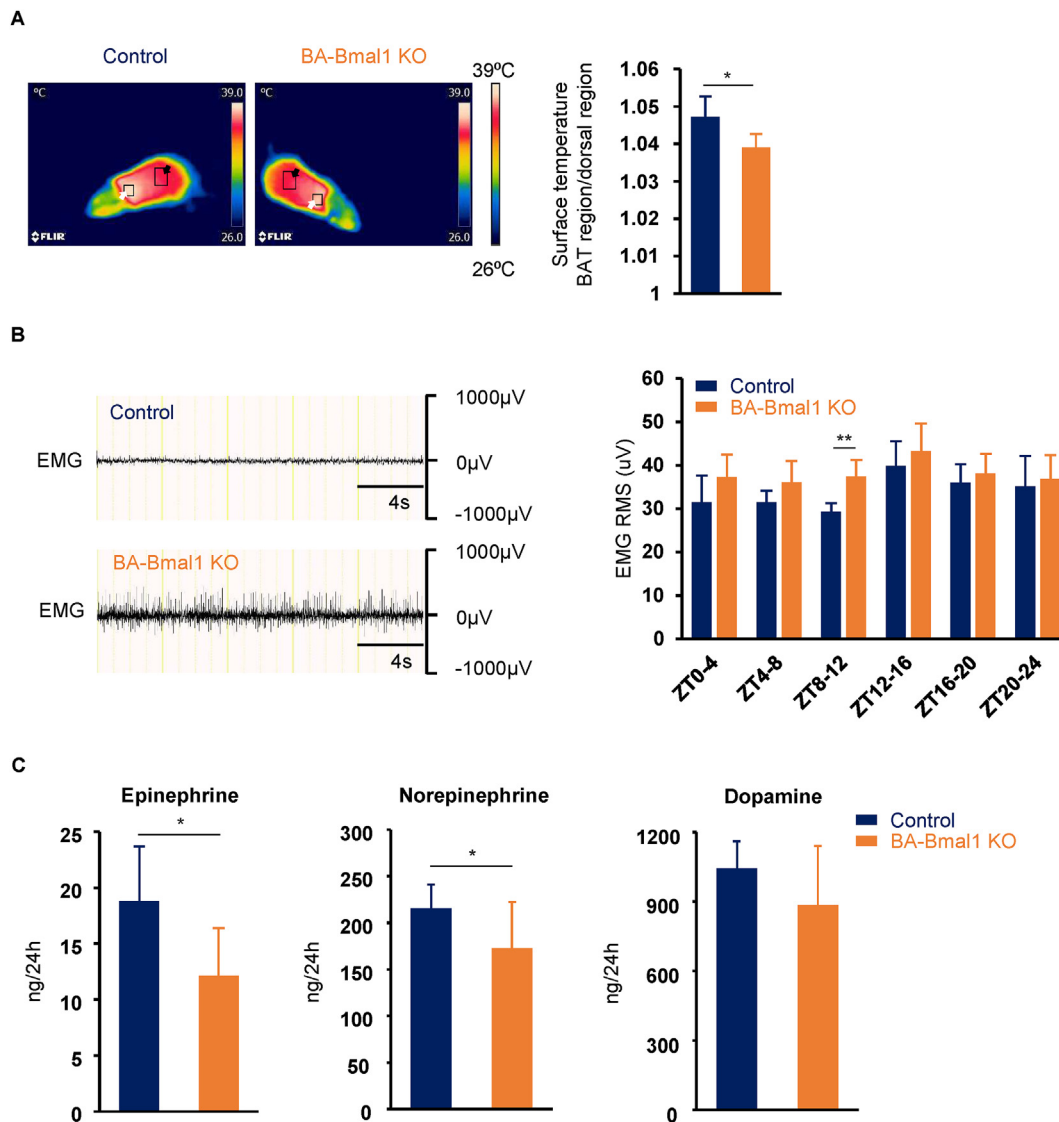 A
Control
BA-Bmal1 KO
ºC
39.0
26.0
FLIR
ºC
39.0
26.0
FLIR
39ºC
26ºC
Surface temperature
BAT region/dorsal region
1.06
1.05
1.04
1.03
1.02
1.01
1
*
B
Control
EMG
1000µV
0µV
-1000µV
4s
BA-Bmal1 KO
EMG
1000µV
0µV
-1000µV
4s
EMG RMS (uV)
60
50
40
30
20
10
0
Control
BA-Bmal1 KO
**
ZT0-4
ZT4-8
ZT8-12
ZT12-16
ZT16-20
ZT20-24
C
Epinephrine
ng/24h
25
20
15
10
5
0
*
Norepinephrine
ng/24h
300
250
200
150
100
50
0
*
Dopamine
ng/24h
1200
900
600
300
0
Control
BA-Bmal1 KO